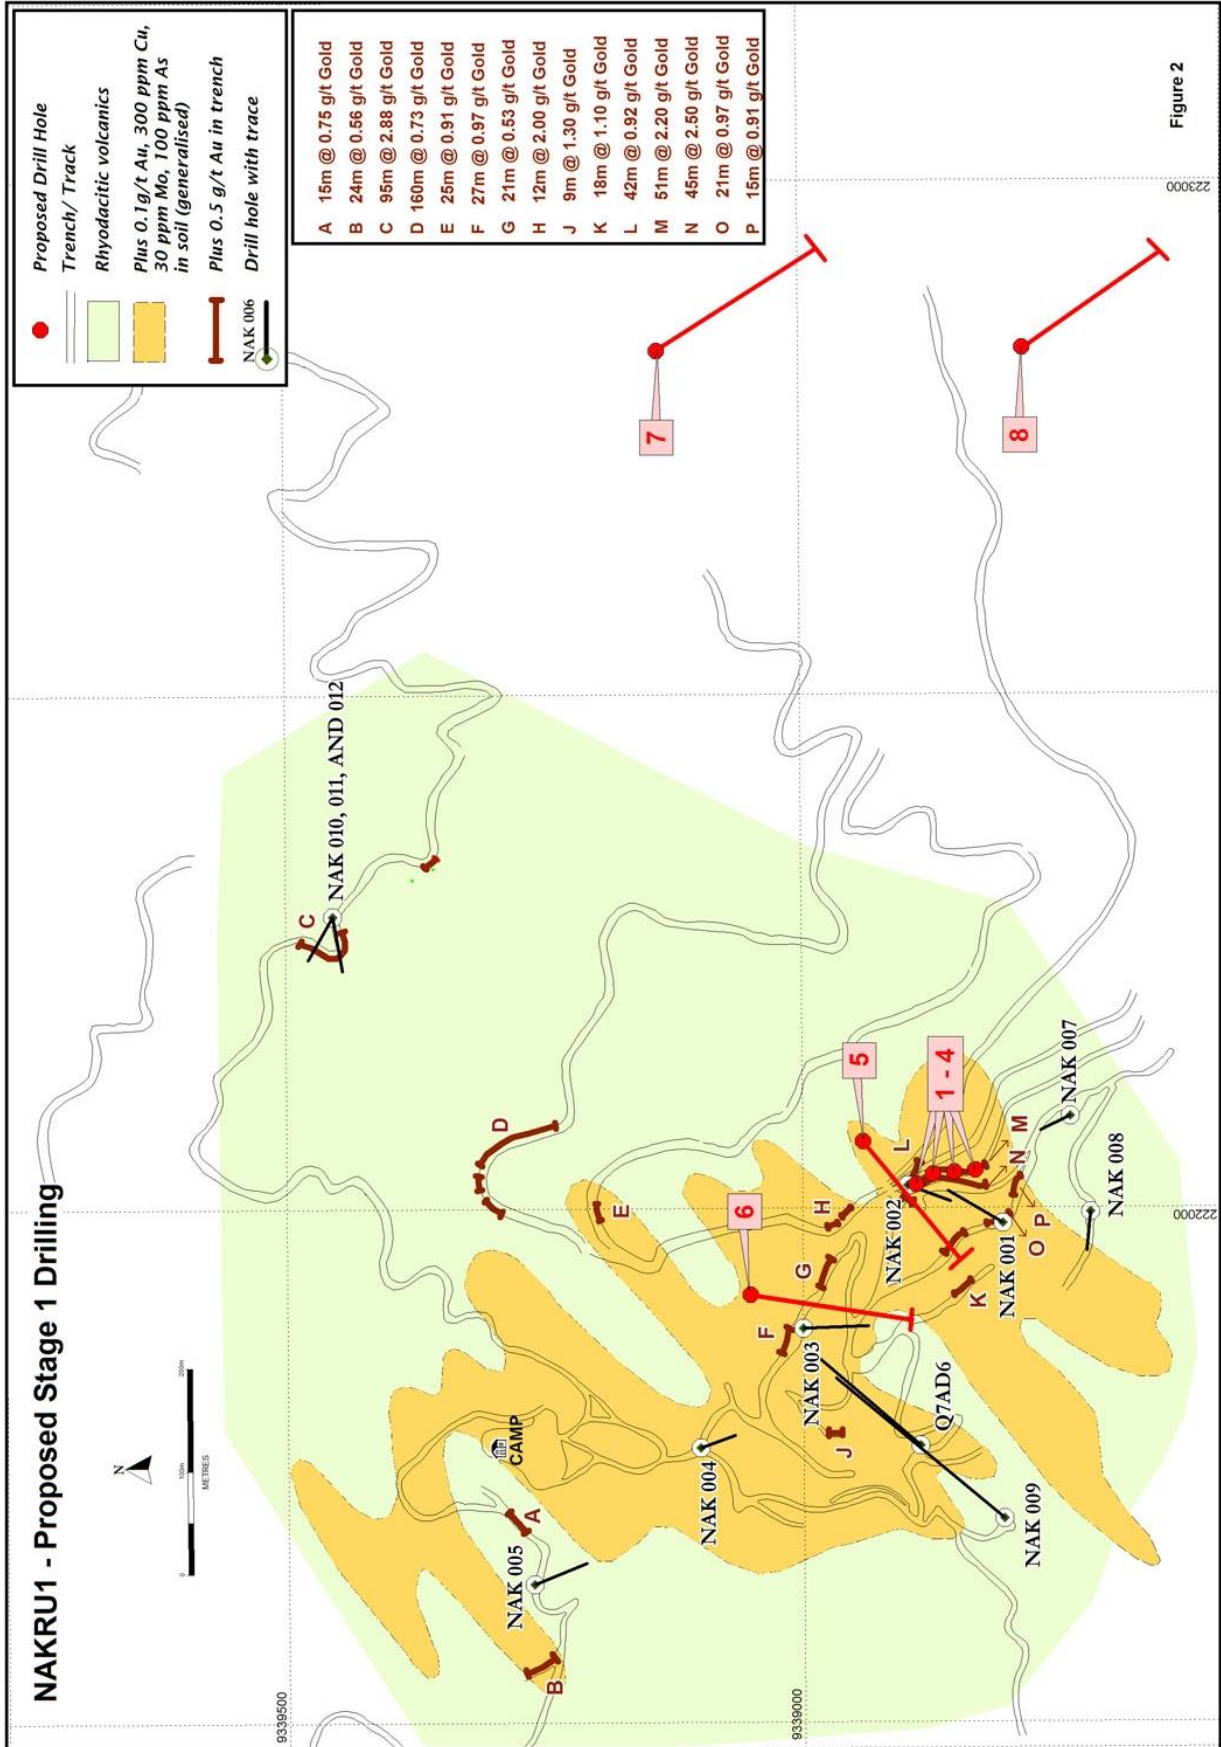 NAKRU1 - Proposed Stage 1 Drilling
N
0
100m
200m
METRES
Proposed Drill Hole
Trench/ Track
Rhyodacitic volcanics
Plus 0.1g/t Au, 300 ppm Cu,
30 ppm Mo, 100 ppm As
in soil (generalised)
Plus 0.5 g/t Au in trench
NAK 006
Drill hole with trace
A 15m @ 0.75 g/t Gold
B 24m @ 0.56 g/t Gold
C 95m @ 2.88 g/t Gold
D 160m @ 0.73 g/t Gold
E 25m @ 0.91 g/t Gold
F 27m @ 0.97 g/t Gold
G 21m @ 0.53 g/t Gold
H 12m @ 2.00 g/t Gold
J 9m @ 1.30 g/t Gold
K 18m @ 1.10 g/t Gold
L 42m @ 0.92 g/t Gold
M 51m @ 2.20 g/t Gold
N 45m @ 2.50 g/t Gold
O 21m @ 0.97 g/t Gold
P 15m @ 0.91 g/t Gold
9339500
C
NAK 010, 011, AND 012
D
CAMP
A
NAK 005
B
E
7
6
NAK 004
H
G
F
9339000
NAK 003
J
5
L
1 - 4
NAK 002
Q7AD6
K
NAK 001
M
N
P
O
NAK 009
NAK 007
NAK 008
8
222000
223000
Figure 2